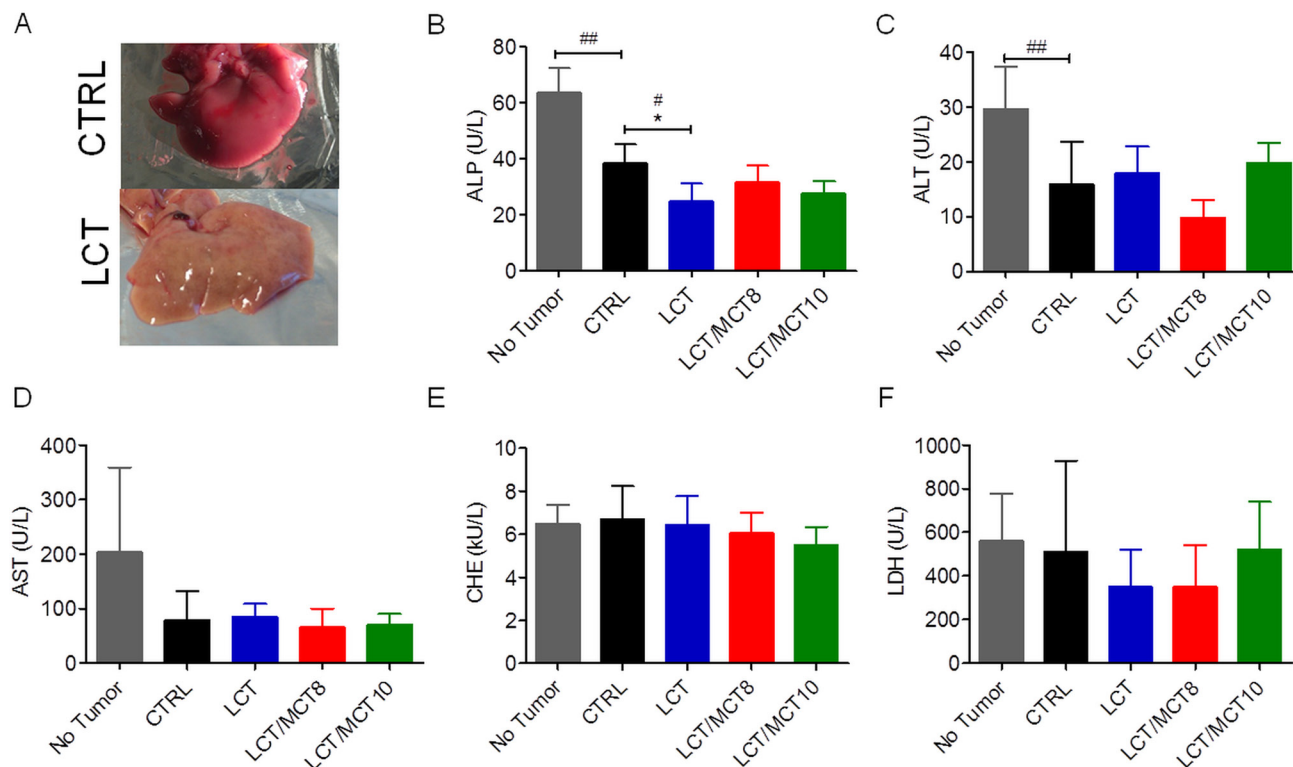 A
CTRL
LCT
B
ALP (U/L)
80
60
40
20
0
##
#
*
No Tumor
CTRL
LCT
LCT/MCT8
LCT/MCT10
C
ALT (U/L)
40
30
20
10
0
##
No Tumor
CTRL
LCT
LCT/MCT8
LCT/MCT10
D
AST (U/L)
400
300
200
100
0
No Tumor
CTRL
LCT
LCT/MCT8
LCT/MCT10
E
CHE (kU/L)
10
8
6
4
2
0
No Tumor
CTRL
LCT
LCT/MCT8
LCT/MCT10
F
LDH (U/L)
1000
800
600
400
200
0
No Tumor
CTRL
LCT
LCT/MCT8
LCT/MCT10